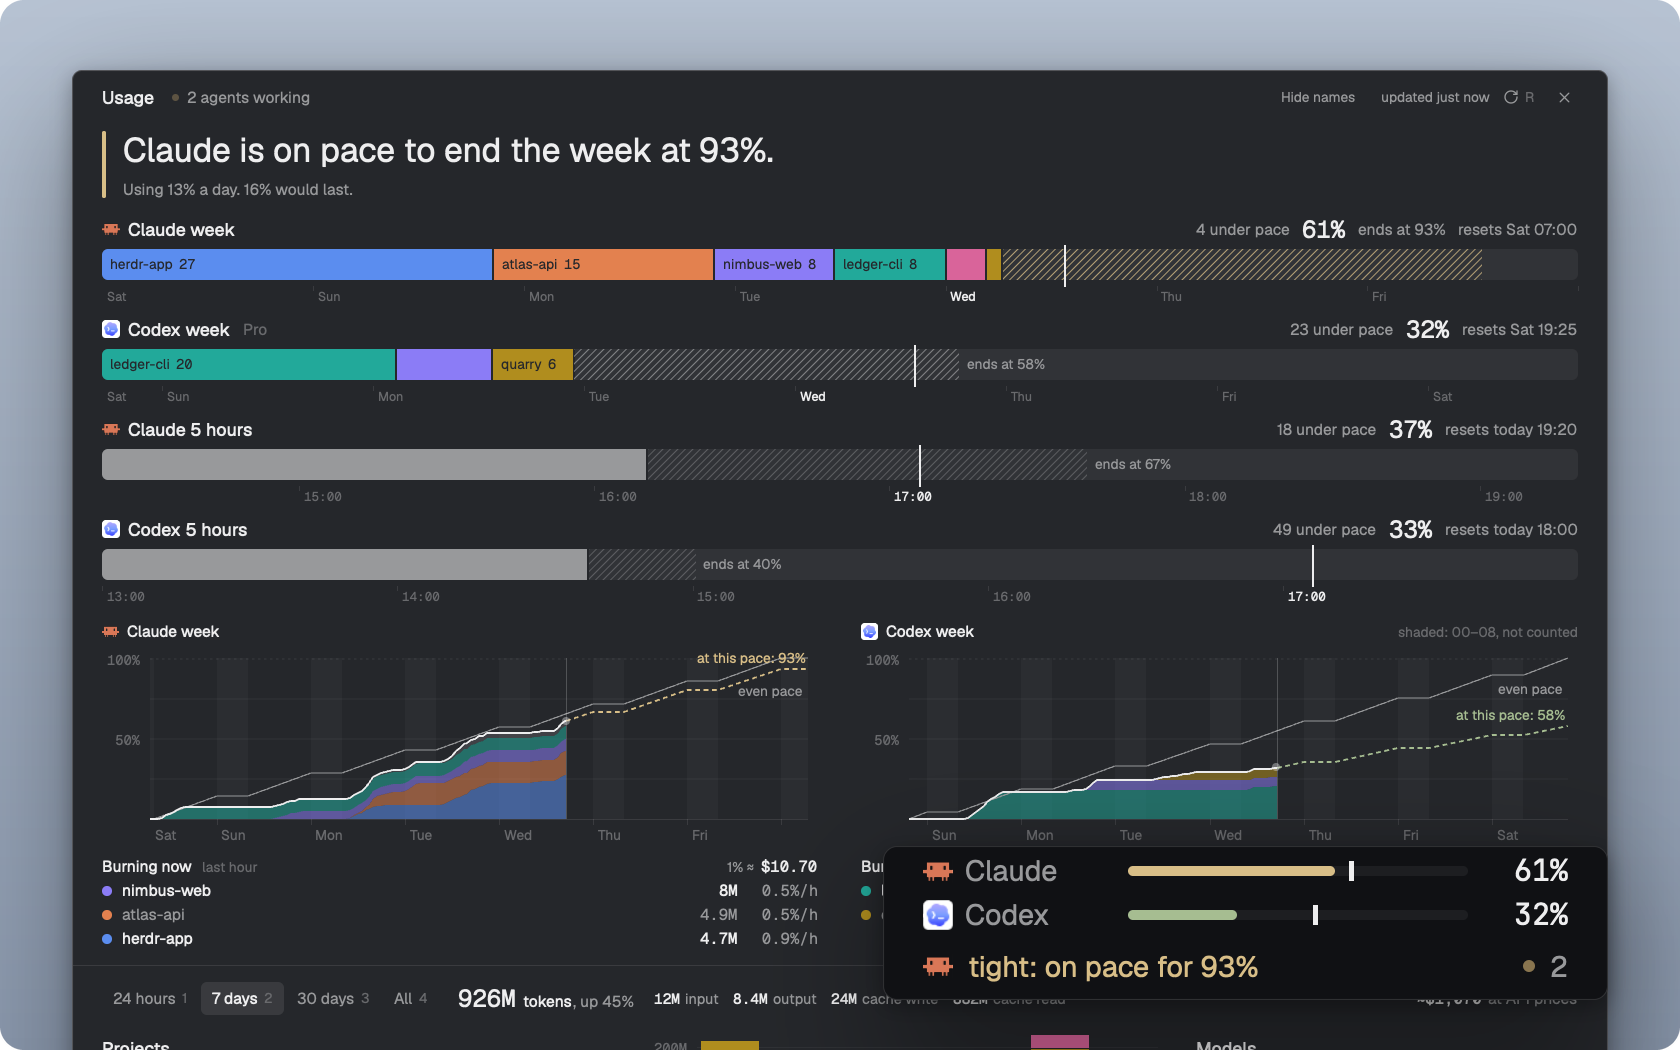 Usage 2 agents working Hide names updated just now R
Claude is on pace to end the week at 93%.
Using 13% a day. 16% would last.
Claude week 4 under pace 61% ends at 93% resets Sat 07:00
herdr-app 27 atlas-api 15 nimbus-web 8 ledger-cli 8
Sat Sun Mon Tue Wed Thu Fri
Codex week Pro 23 under pace 32% resets Sat 19:25
ledger-cli 20 quarry 6 ends at 58%
Sat Sun Mon Tue Wed Thu Fri Sat
Claude 5 hours 18 under pace 37% resets today 19:20
ends at 67%
15:00 16:00 17:00 18:00 19:00
Codex 5 hours 49 under pace 33% resets today 18:00
ends at 40%
13:00 14:00 15:00 16:00 17:00
Claude week
100%
at this pace: 93%
even pace
50%
Sat Sun Mon Tue Wed Thu Fri
Codex week shaded: 00–08, not counted
100%
even pace
at this pace: 58%
50%
Sun Mon Tue Wed Thu Fri Sat
Burning now last hour 1% ≈ $10.70
nimbus-web 8M 0.5%/h
atlas-api 4.9M 0.5%/h
herdr-app 4.7M 0.9%/h
Claude 61%
Codex 32%
tight: on pace for 93% 2
24 hours 1 7 days 2 30 days 3 All 4 926M tokens, up 45% 12M input 8.4M output 24M cache write 882M cache read ≈$1,070 at API prices
Projects 200M Models